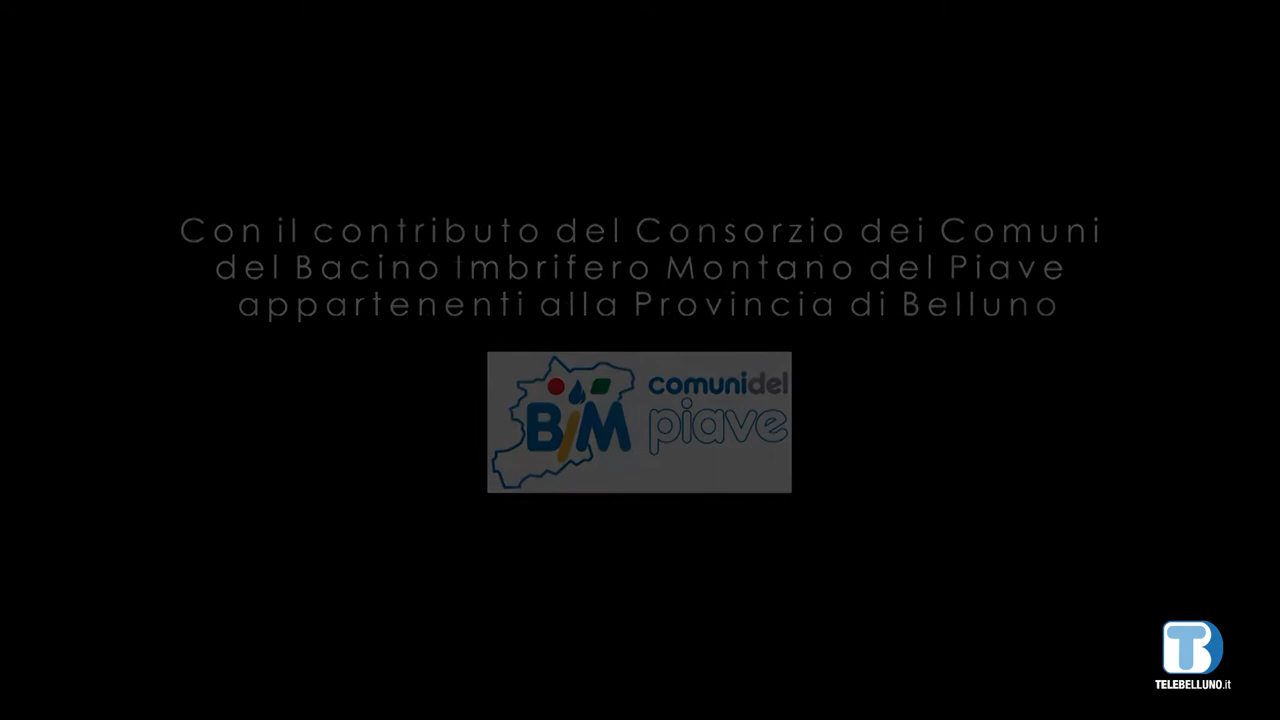 Con il contributo del Consorzio dei Comuni
del Bacino Imbrifero Montano del Piave
appartenenti alla Provincia di Belluno
BIM
comunidel
piave
TB
TELEBELLUNO.it